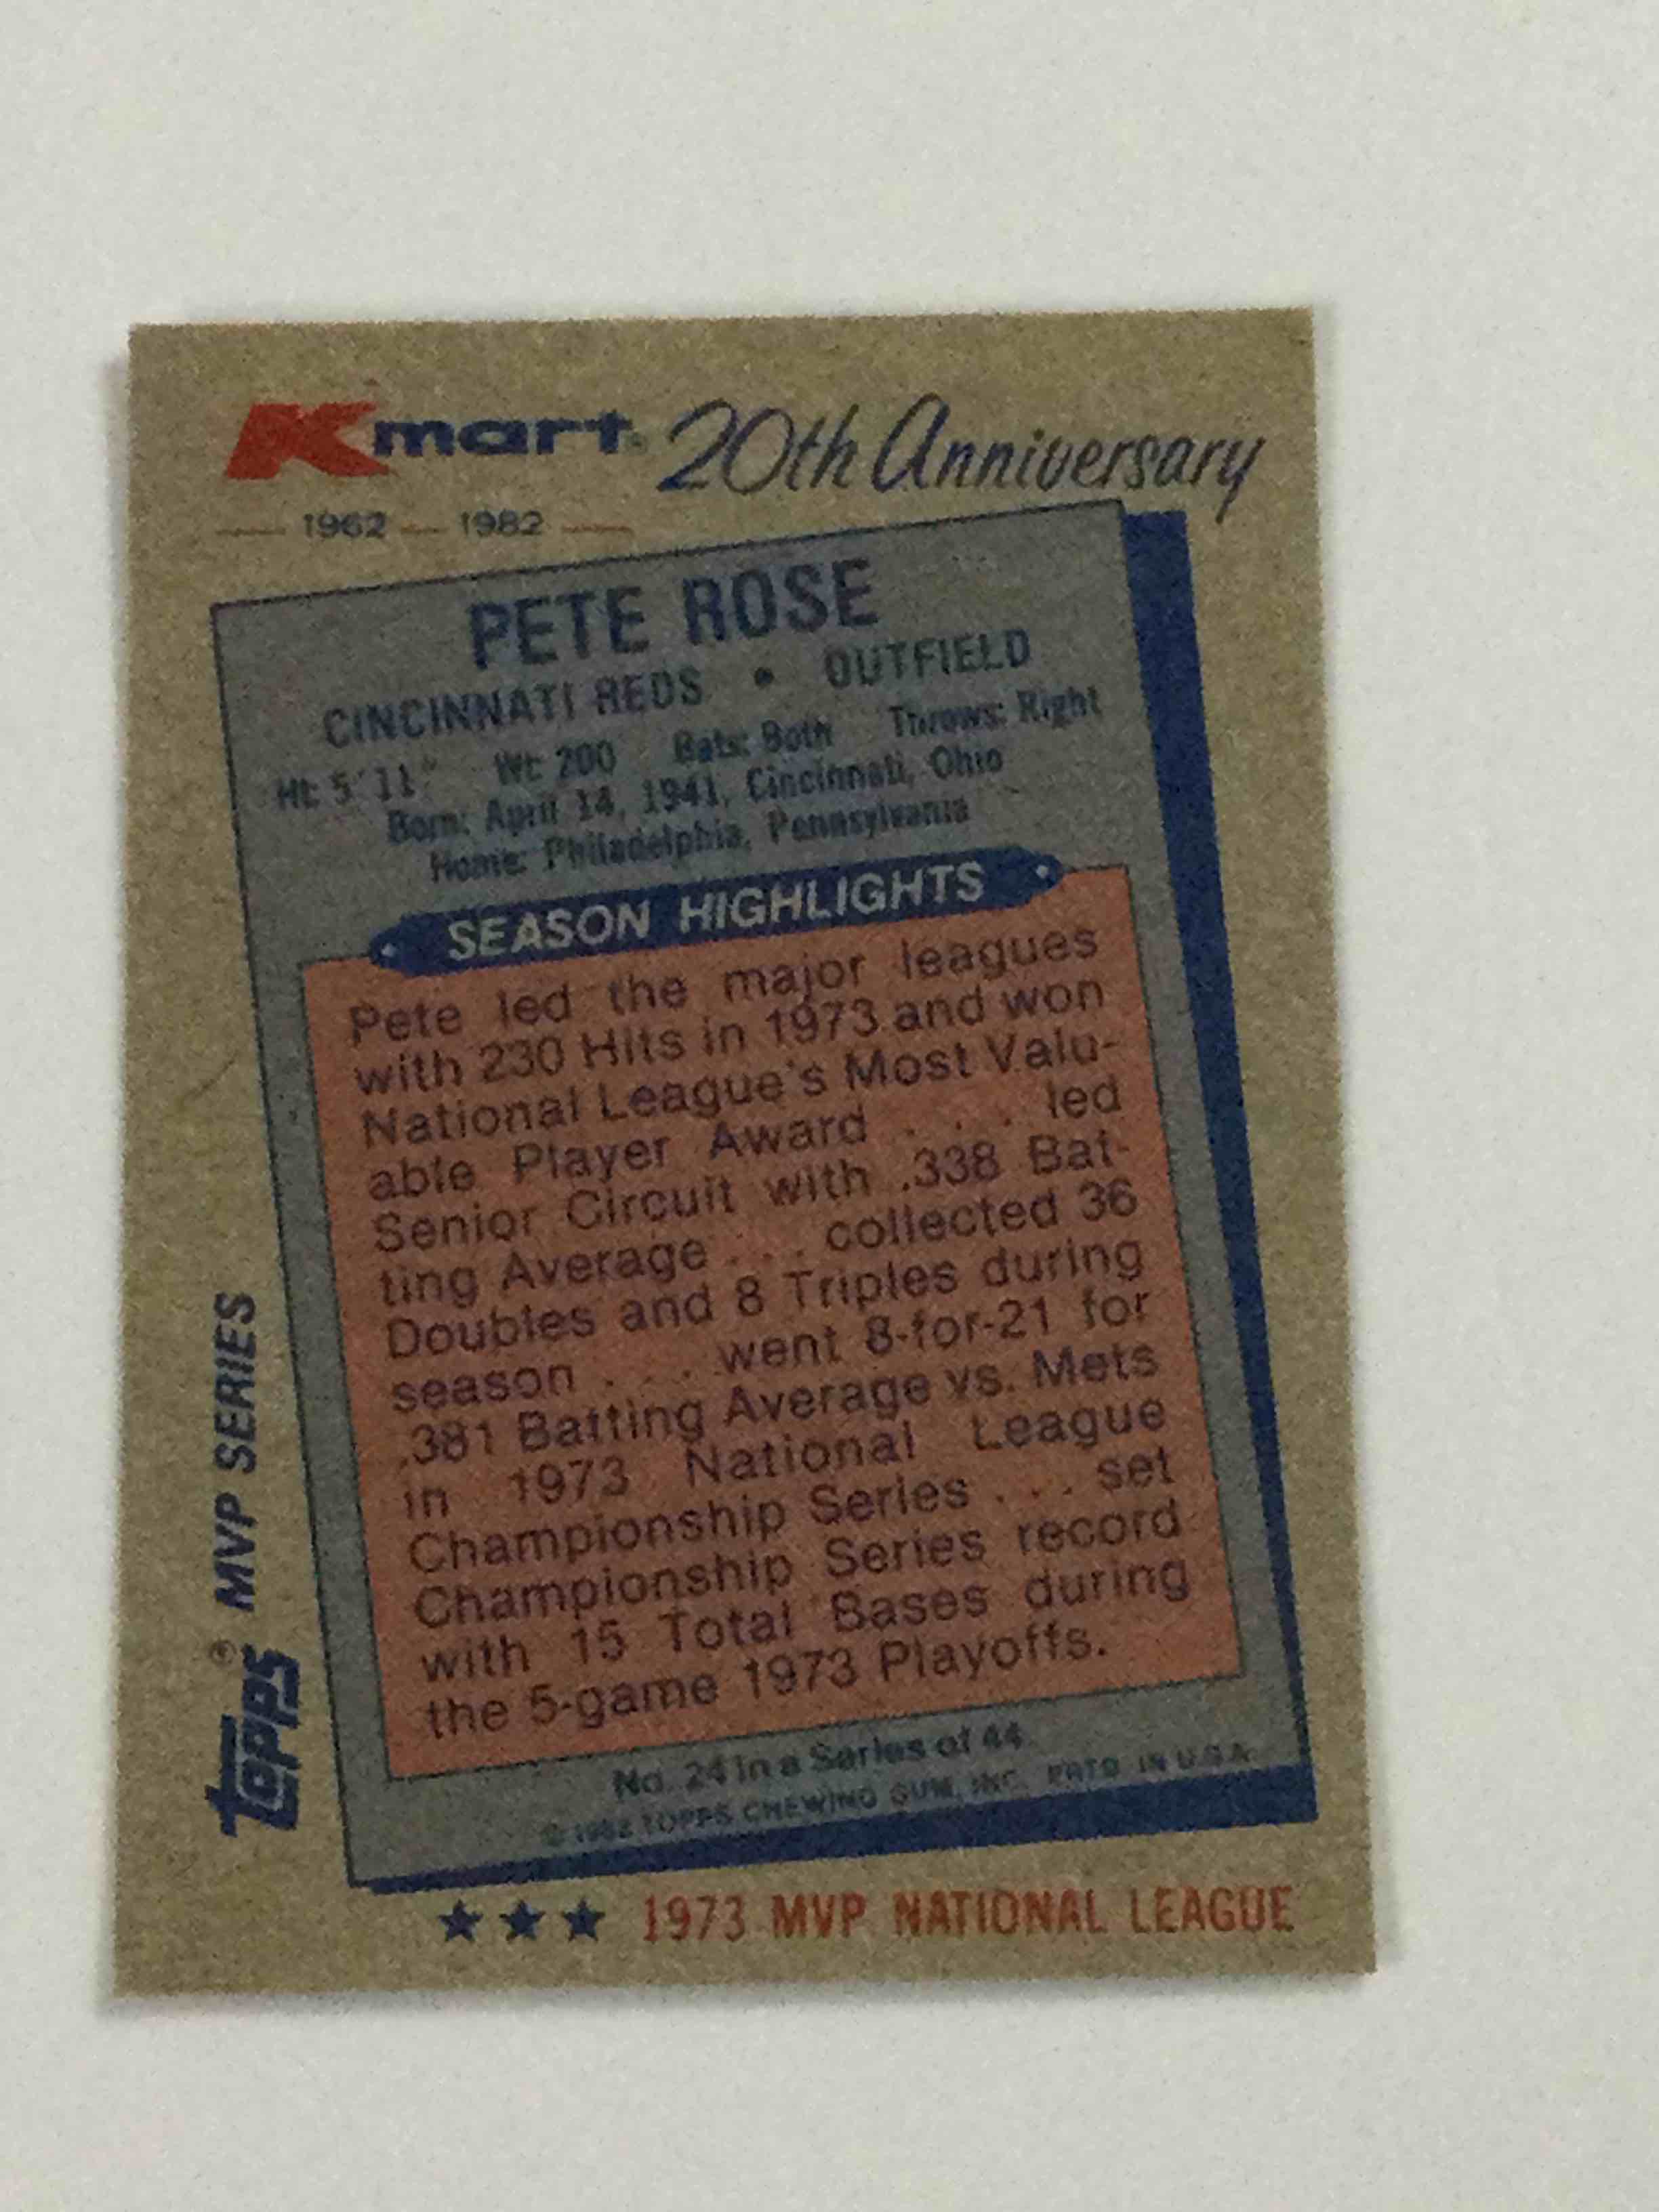 Kmart® 20th Anniversary
1962 — 1982
PETE ROSE
CINCINNATI REDS • OUTFIELD
Ht: 5'11" Wt: 200 Bats: Both Throws: Right
Born: April 14, 1941, Cincinnati, Ohio
Home: Philadelphia, Pennsylvania
SEASON HIGHLIGHTS
Pete led the major leagues
with 230 Hits in 1973 and won
National League's Most Valu-
able Player Award . . . led
Senior Circuit with .338 Bat-
ting Average . . . collected 36
Doubles and 8 Triples during
season . . . went 8-for-21 for
.381 Batting Average vs. Mets
in 1973 National League
Championship Series . . . set
Championship Series record
with 15 Total Bases during
the 5-game 1973 Playoffs.
No. 24 in a Series of 44
© 1982 TOPPS CHEWING GUM, INC. PRTD. IN U.S.A.
TOPPS® MVP SERIES
★ ★ ★ 1973 MVP NATIONAL LEAGUE